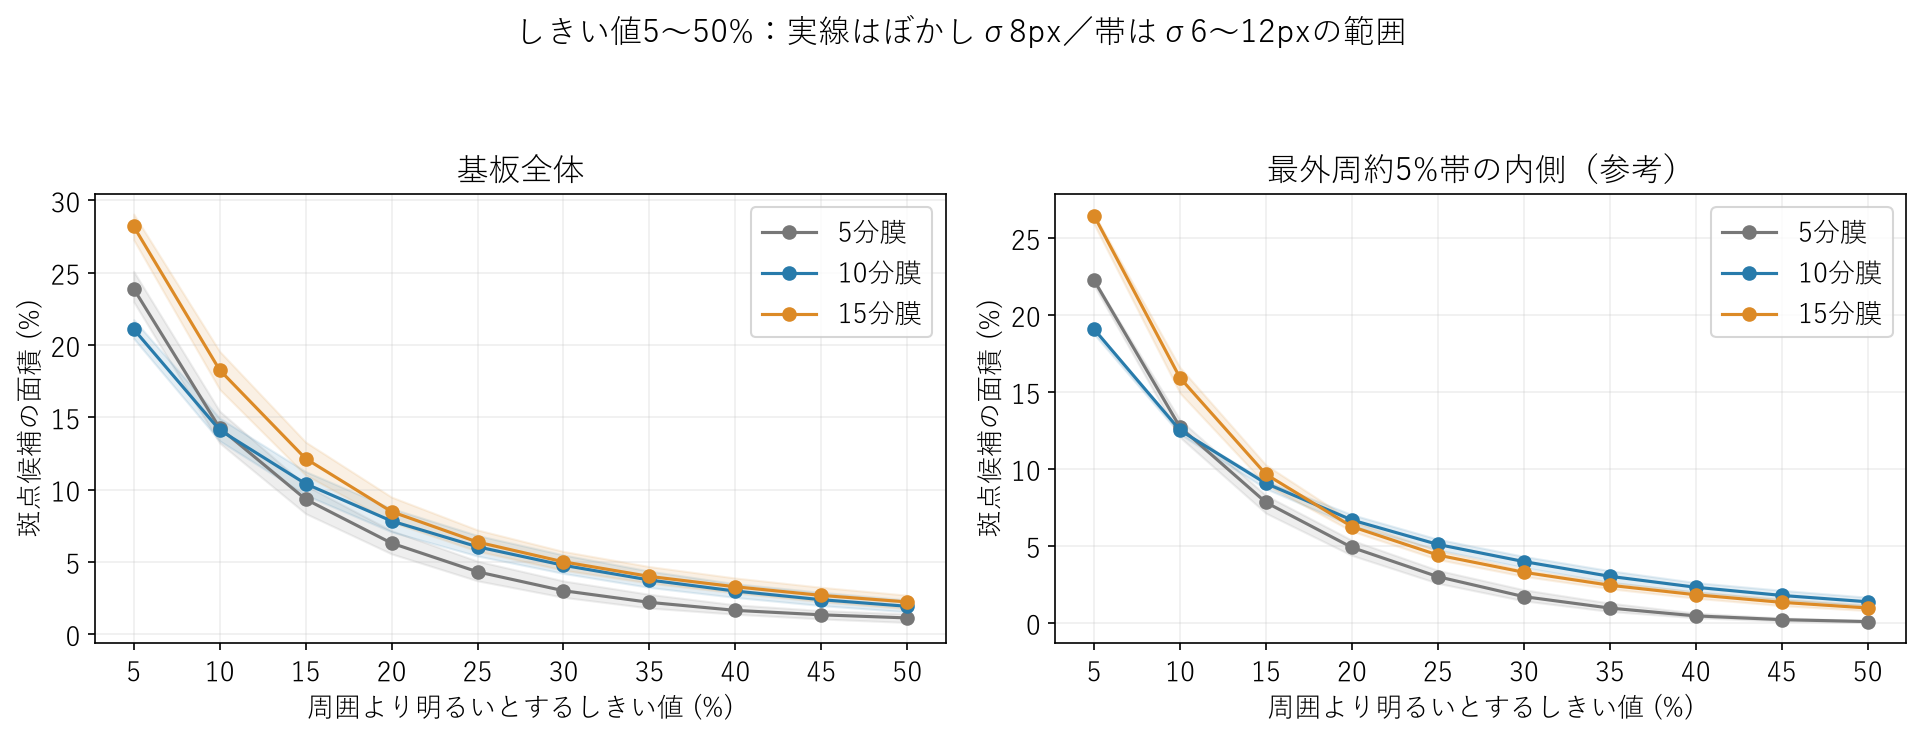 しきい値5～50%：実線はぼかしσ8px／帯はσ6～12pxの範囲
基板全体
斑点候補の面積 (%)
30
25
20
15
10
5
0
5分膜
10分膜
15分膜
5 10 15 20 25 30 35 40 45 50
周囲より明るいとするしきい値 (%)
最外周約5%帯の内側（参考）
斑点候補の面積 (%)
25
20
15
10
5
0
5分膜
10分膜
15分膜
5 10 15 20 25 30 35 40 45 50
周囲より明るいとするしきい値 (%)